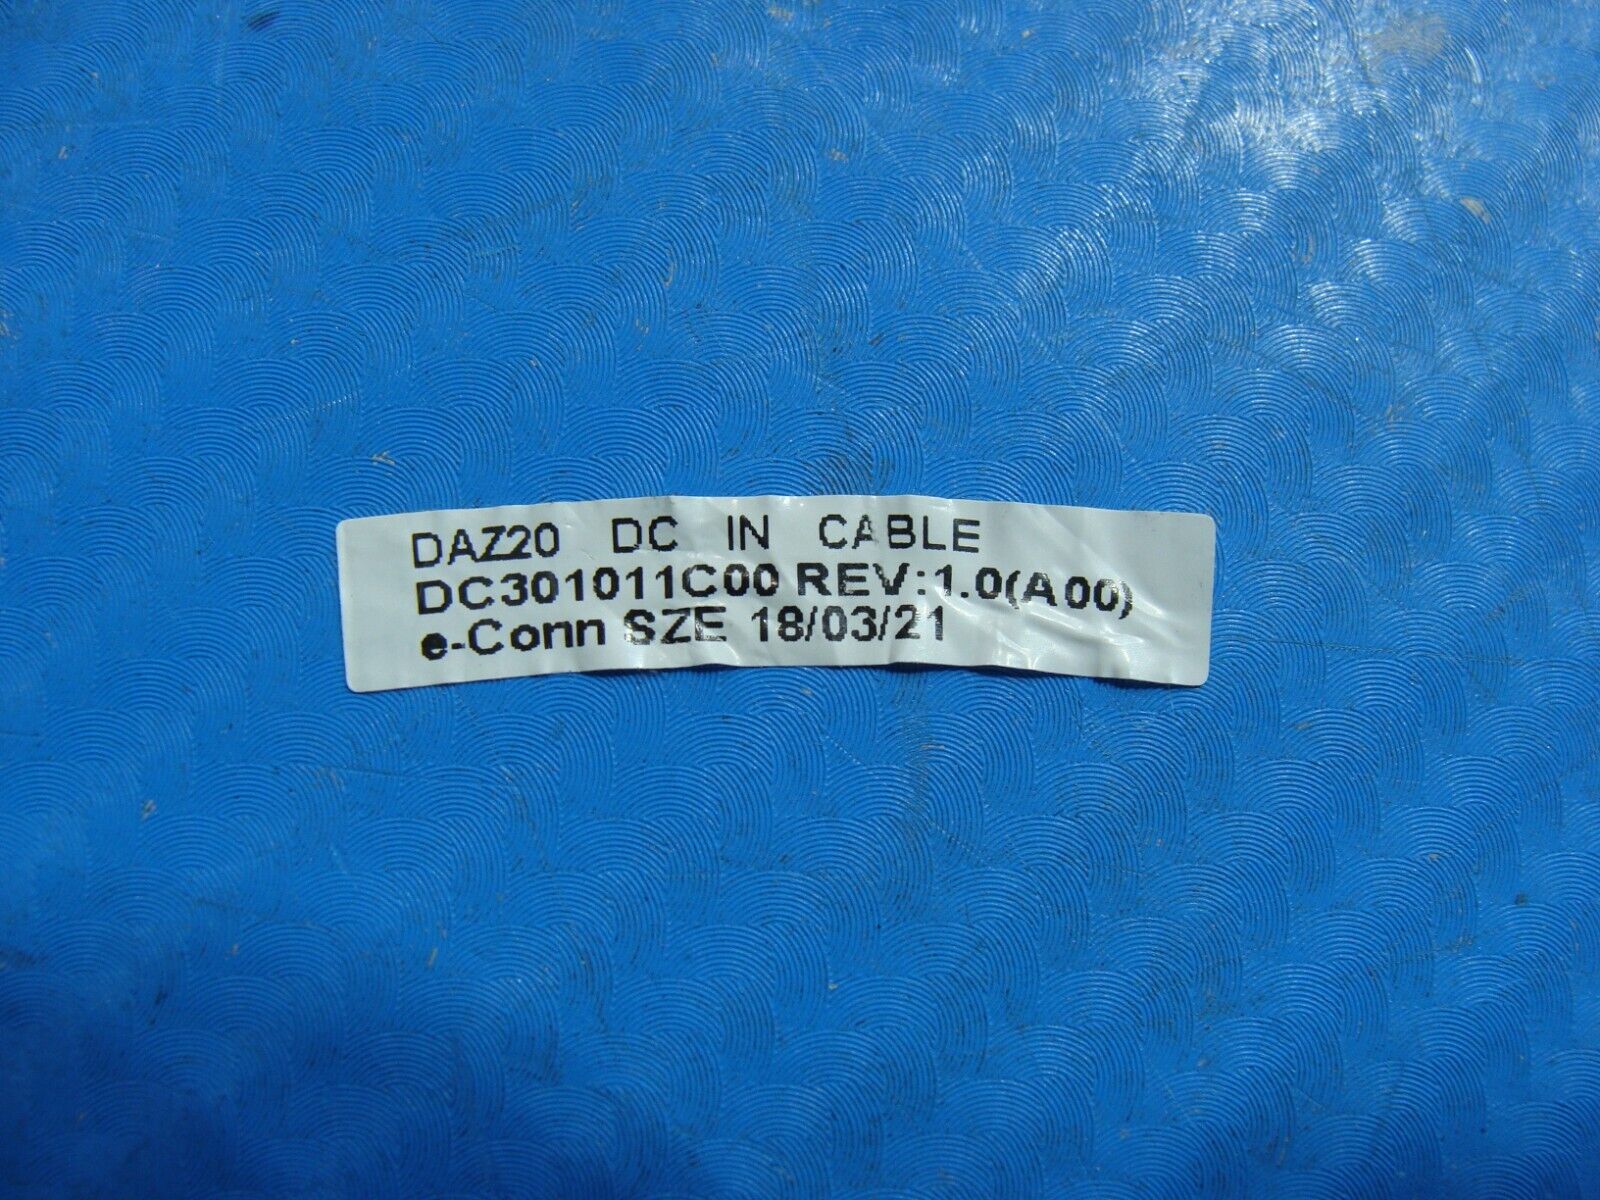 DAZ20 DC IN CABLE
DC301011C00 REV:1.0(A00)
e-Conn SZE 18/03/21